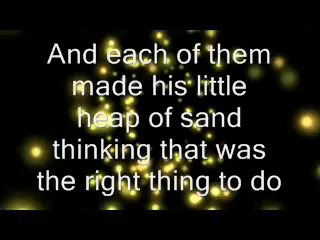 And each of them
made his little
heap of sand
thinking that was
the right thing to do